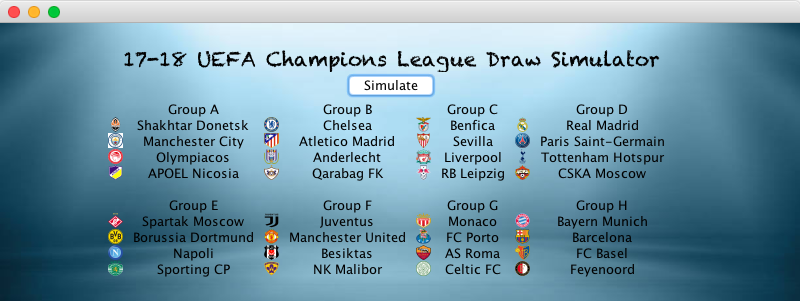 17-18 UEFA Champions League Draw Simulator
Simulate
Group A Group B Group C Group D
Shakhtar Donetsk Chelsea Benfica Real Madrid
Manchester City Atletico Madrid Sevilla Paris Saint-Germain
Olympiacos Anderlecht Liverpool Tottenham Hotspur
APOEL Nicosia Qarabag FK RB Leipzig CSKA Moscow
Group E Group F Group G Group H
Spartak Moscow Juventus Monaco Bayern Munich
Borussia Dortmund Manchester United FC Porto Barcelona
Napoli Besiktas AS Roma FC Basel
Sporting CP NK Malibor Celtic FC Feyenoord